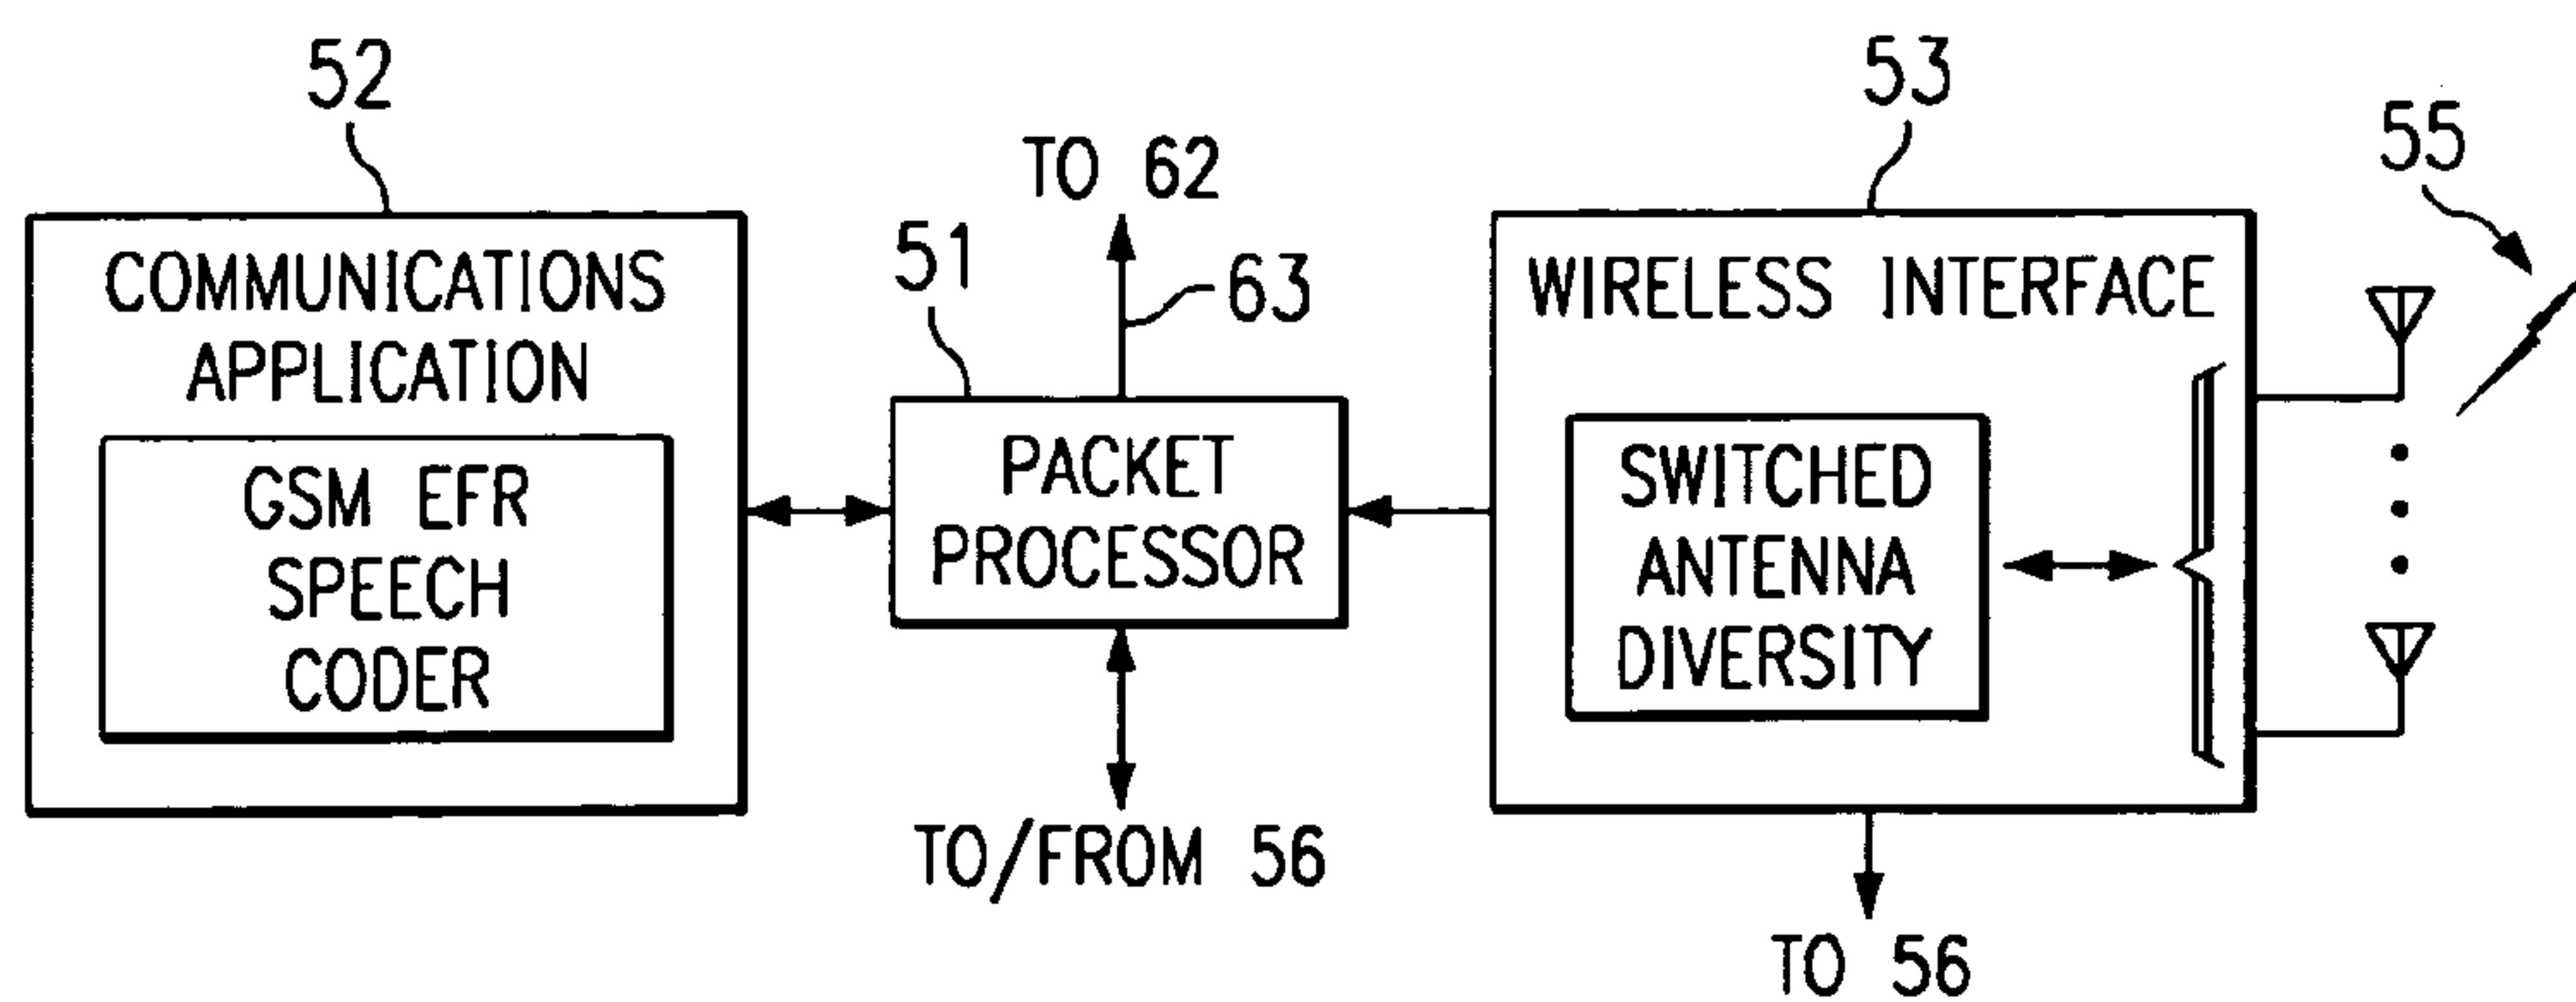 52
COMMUNICATIONS
APPLICATION
GSM EFR
SPEECH
CODER
TO 62
51
63
PACKET
PROCESSOR
TO/FROM 56
53
WIRELESS INTERFACE
SWITCHED
ANTENNA
DIVERSITY
TO 56
55